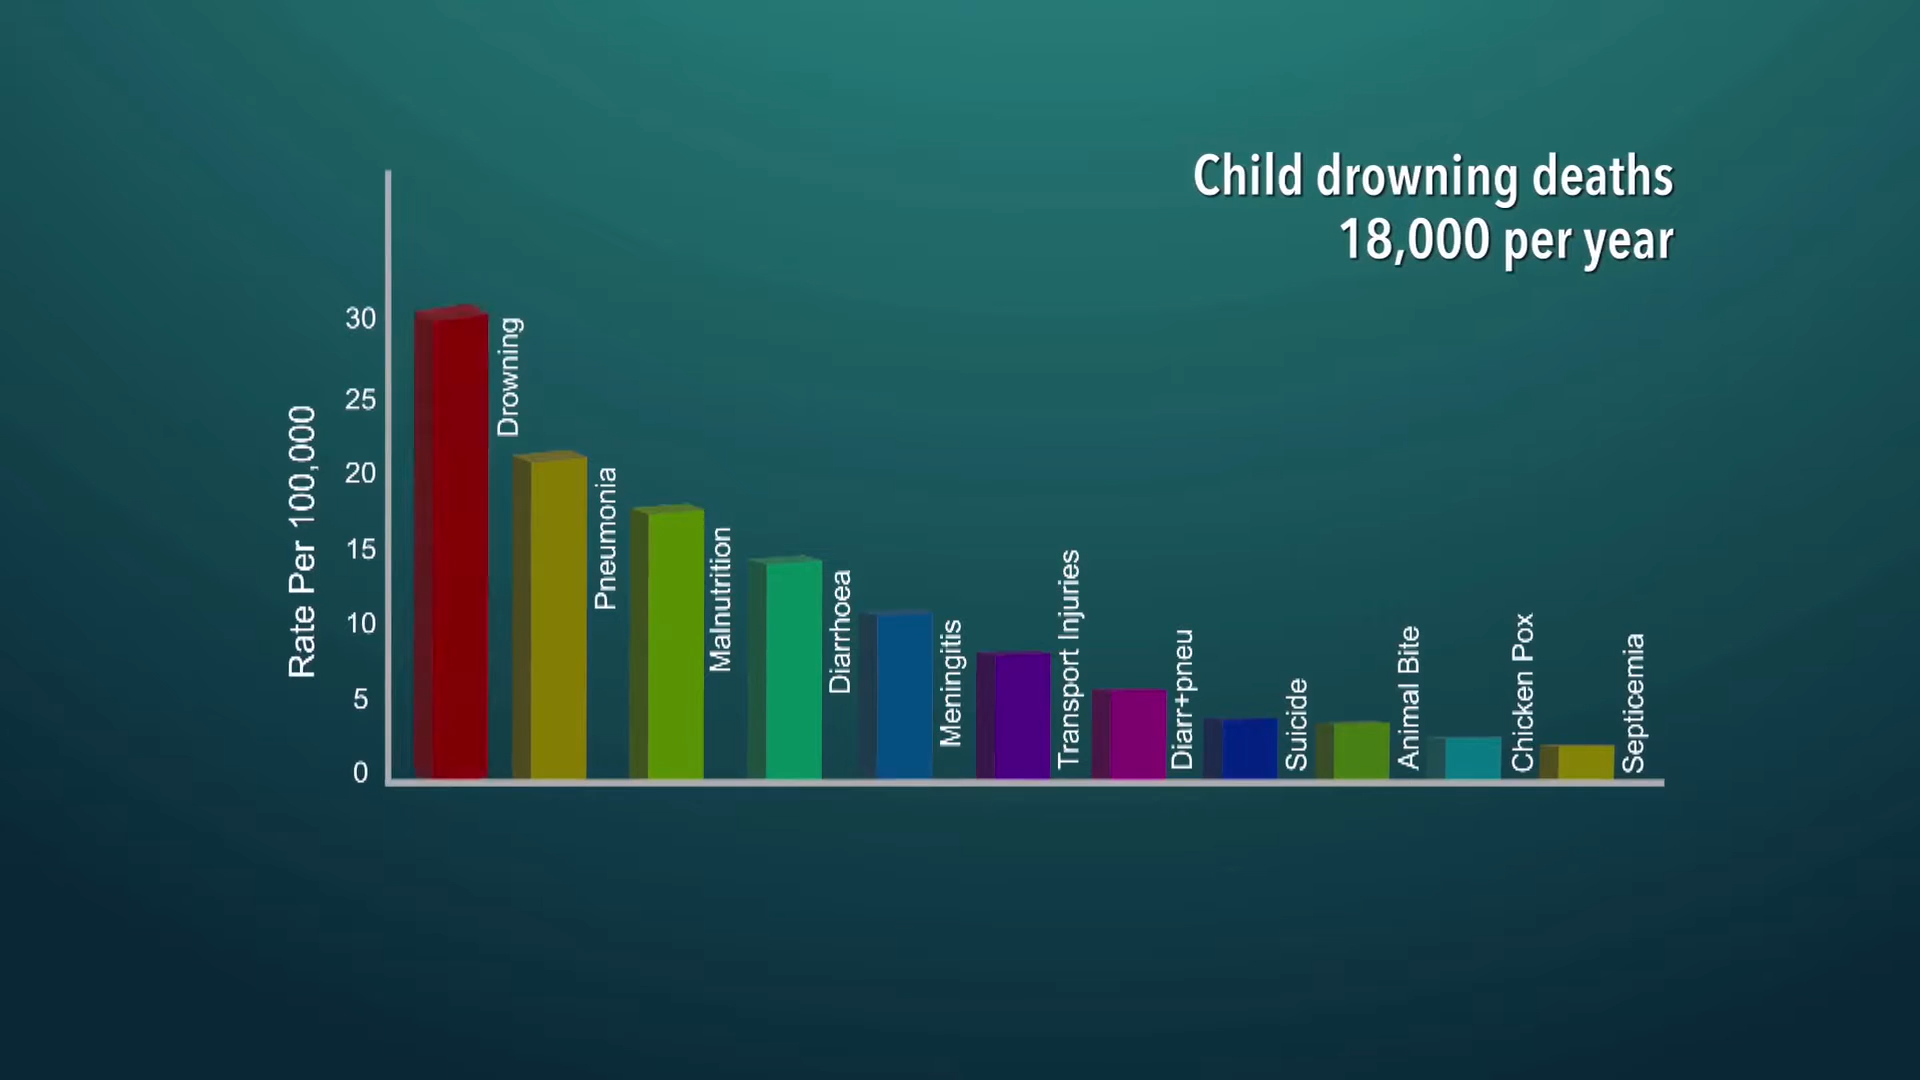 Child drowning deaths
18,000 per year
Rate Per 100,000
30
25
20
15
10
5
0
Drowning
Pneumonia
Malnutrition
Diarrhoea
Meningitis
Transport Injuries
Diarr+pneu
Suicide
Animal Bite
Chicken Pox
Septicemia